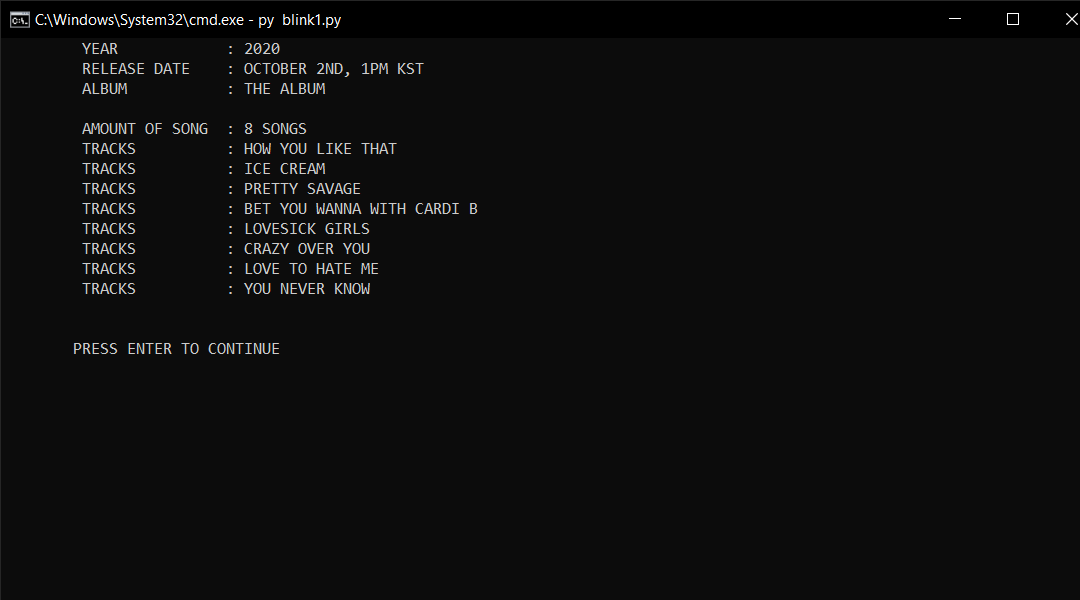 C:\Windows\System32\cmd.exe - py  blink1.py
YEAR : 2020
RELEASE DATE : OCTOBER 2ND, 1PM KST
ALBUM : THE ALBUM
AMOUNT OF SONG : 8 SONGS
TRACKS : HOW YOU LIKE THAT
TRACKS : ICE CREAM
TRACKS : PRETTY SAVAGE
TRACKS : BET YOU WANNA WITH CARDI B
TRACKS : LOVESICK GIRLS
TRACKS : CRAZY OVER YOU
TRACKS : LOVE TO HATE ME
TRACKS : YOU NEVER KNOW
PRESS ENTER TO CONTINUE